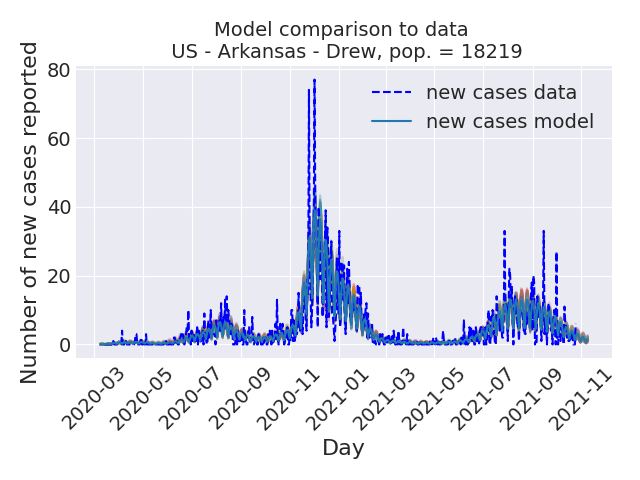 Model comparison to data
US - Arkansas - Drew, pop. = 18219
Number of new cases reported
80
60
40
20
0
new cases data
new cases model
2020-03
2020-05
2020-07
2020-09
2020-11
2021-01
2021-03
2021-05
2021-07
2021-09
2021-11
Day